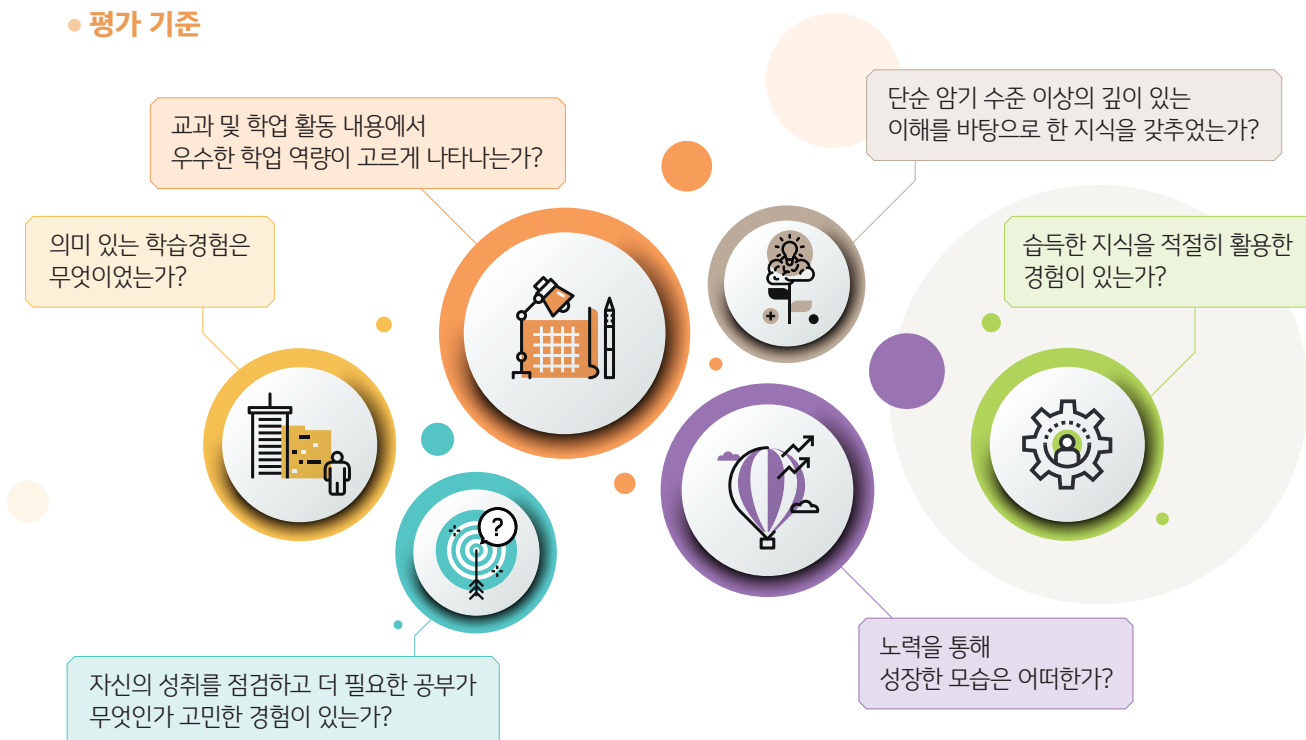 평가 기준
교과 및 학업 활동 내용에서
우수한 학업 역량이 고르게 나타나는가?
단순 암기 수준 이상의 깊이 있는
이해를 바탕으로 한 지식을 갖추었는가?
의미 있는 학습경험은
무엇이었는가?
습득한 지식을 적절히 활용한
경험이 있는가?
?
자신의 성취를 점검하고 더 필요한 공부가
무엇인가 고민한 경험이 있는가?
노력을 통해
성장한 모습은 어떠한가?